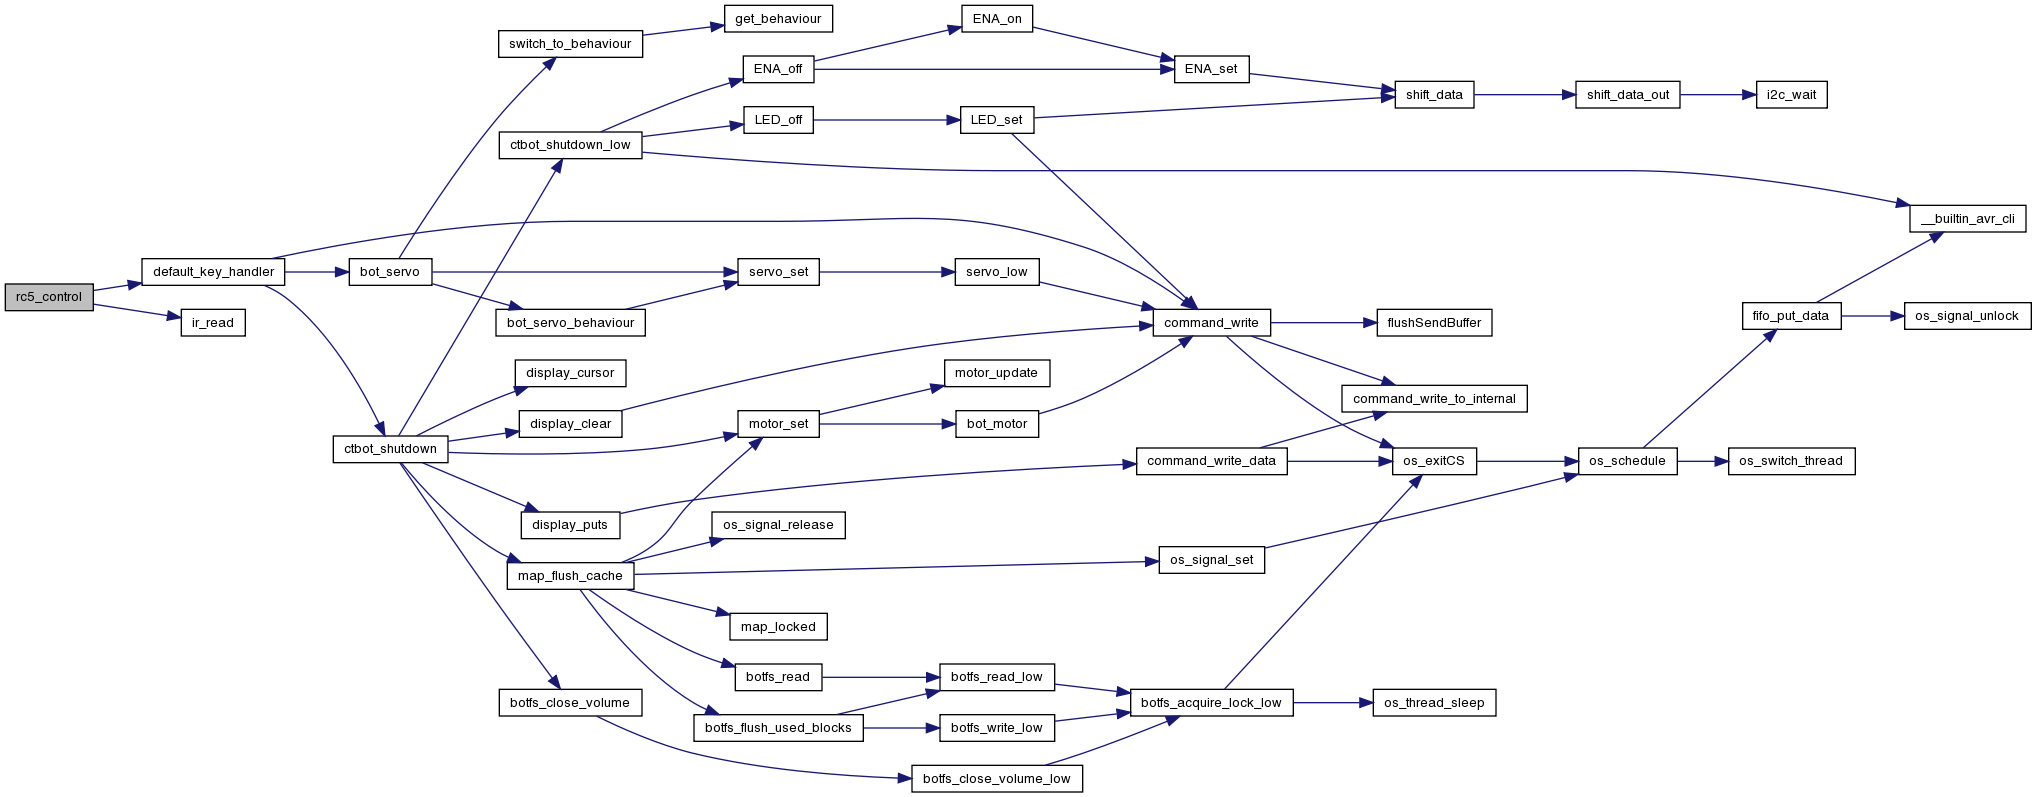 rc5_control
default_key_handler
ir_read
bot_servo
ctbot_shutdown
switch_to_behaviour
ctbot_shutdown_low
bot_servo_behaviour
display_cursor
display_clear
display_puts
map_flush_cache
botfs_close_volume
get_behaviour
ENA_off
LED_off
servo_set
motor_set
os_signal_release
map_locked
botfs_read
botfs_flush_used_blocks
ENA_on
LED_set
servo_low
motor_update
bot_motor
botfs_read_low
botfs_write_low
botfs_close_volume_low
ENA_set
command_write
command_write_data
os_signal_set
botfs_acquire_lock_low
shift_data
flushSendBuffer
command_write_to_internal
os_exitCS
os_thread_sleep
shift_data_out
os_schedule
i2c_wait
fifo_put_data
os_switch_thread
__builtin_avr_cli
os_signal_unlock